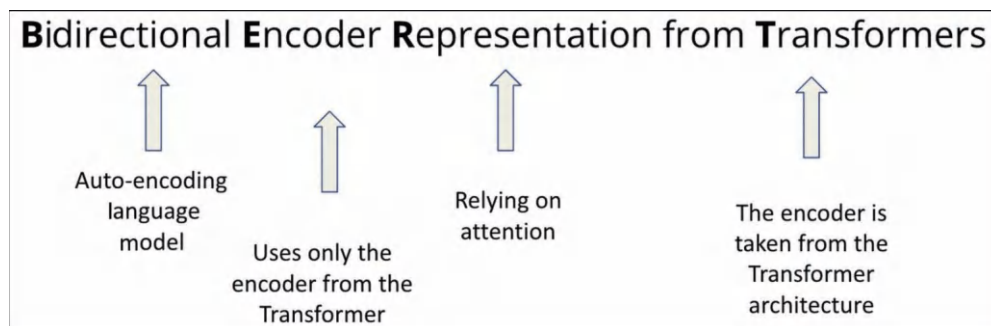 Bidirectional Encoder Representation from Transformers
Auto-encoding
language
model
Uses only the
encoder from the
Transformer
Relying on
attention
The encoder is
taken from the
Transformer
architecture